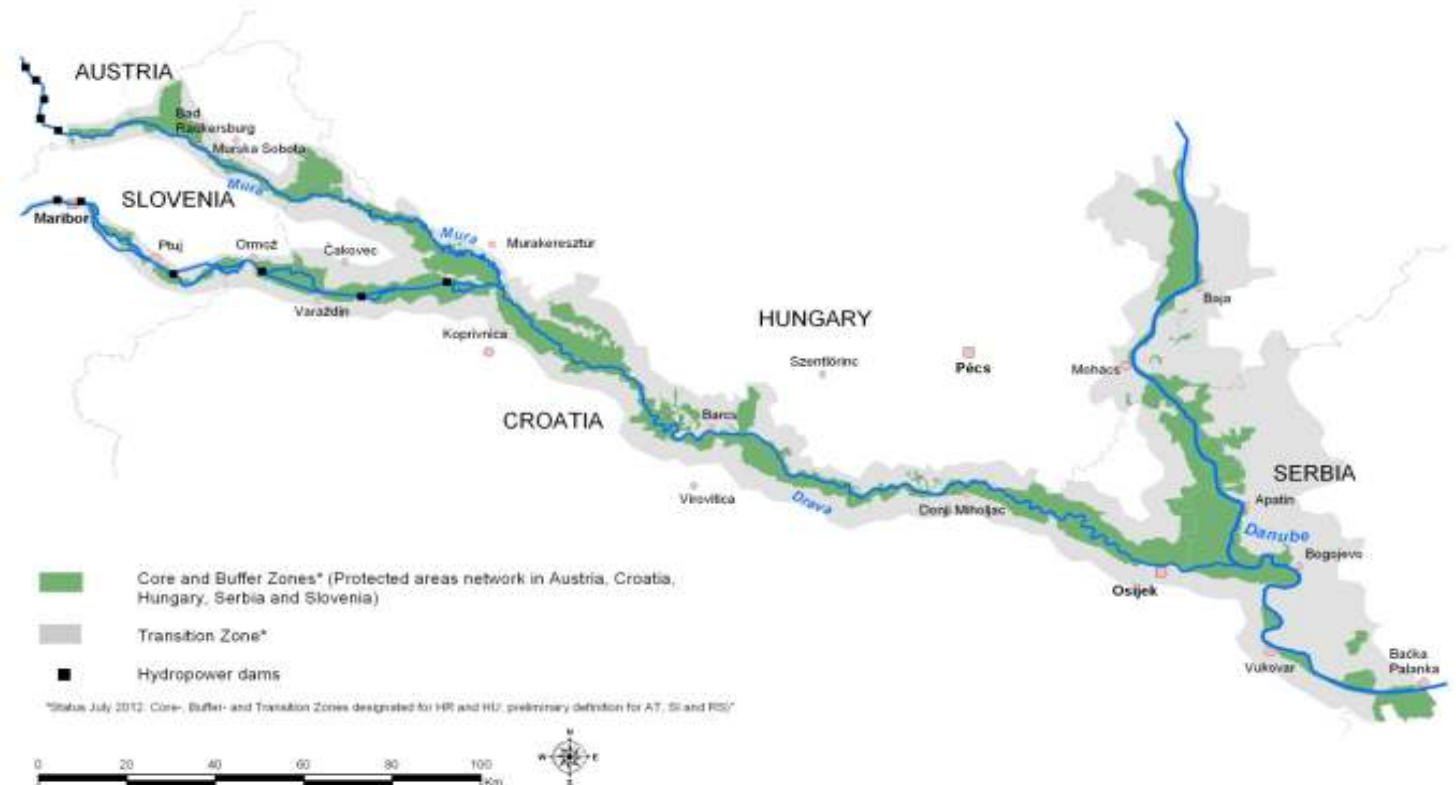 AUSTRIA
Bad
Radkersburg
Murska Sobota
Mura
SLOVENIA
Maribor
Ptuj
Ormož
Čakovec
Mura
Murakeresztúr
Varaždin
Koprivnica
HUNGARY
Szentlőrinc
Pécs
Baja
Mohács
CROATIA
Barcs
Virovitica
Drava
Donji Miholjac
SERBIA
Apatin
Danube
Bogojevo
Osijek
Vukovar
Bačka
Palanka
Core and Buffer Zones* (Protected areas network in Austria, Croatia,
Hungary, Serbia and Slovenia)
Transition Zone*
Hydropower dams
*Status July 2012: Core-, Buffer- and Transition Zones designated for HR and HU; preliminary definition for AT, SI and RS)*
0 20 40 60 80 100
Km
N
W E
S